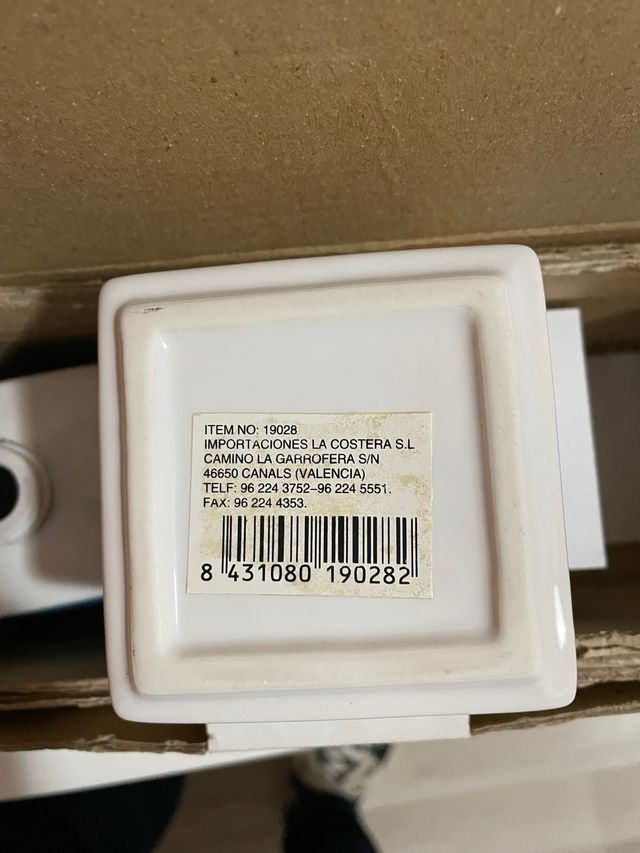 ITEM NO: 19028
IMPORTACIONES LA COSTERA S.L
CAMINO LA GARROFERA S/N
46650 CANALS (VALENCIA)
TELF: 96 224 3752–96 224 5551.
FAX: 96 224 4353.
8 431080 190282